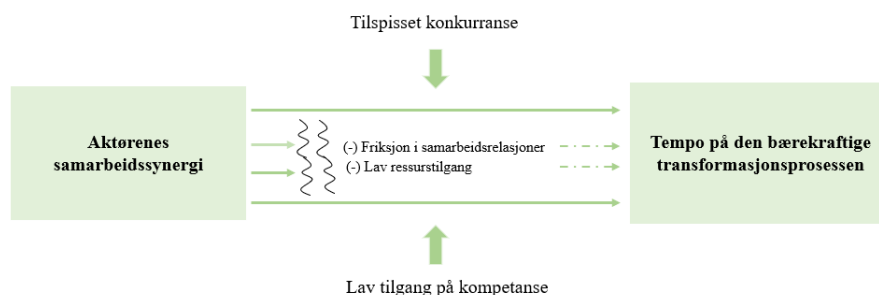 Tilspisset konkurranse
Aktørenes
samarbeidssynergi
(-) Friksjon i samarbeidsrelasjoner
(-) Lav ressurstilgang
Tempo på den bærekraftige
transformasjonsprosessen
Lav tilgang på kompetanse